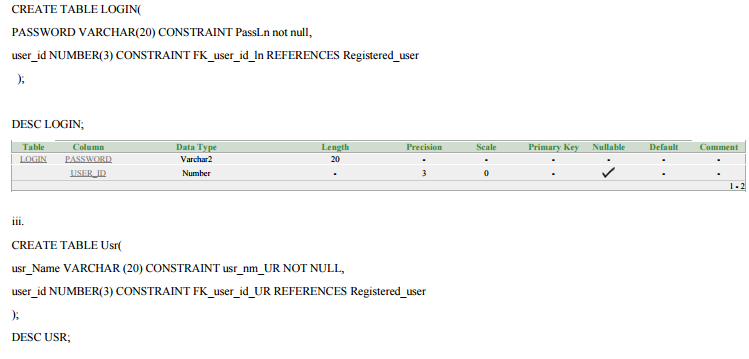 CREATE TABLE LOGIN(
PASSWORD VARCHAR(20) CONSTRAINT PassLn not null,
user_id NUMBER(3) CONSTRAINT FK_user_id_ln REFERENCES Registered_user
);
DESC LOGIN;
Table Column Data Type Length Precision Scale Primary Key Nullable Default Comment
LOGIN PASSWORD Varchar2 20 - - - - - -
USER_ID Number - 3 0 - ✓ - -
1 - 2
iii.
CREATE TABLE Usr(
usr_Name VARCHAR (20) CONSTRAINT usr_nm_UR NOT NULL,
user_id NUMBER(3) CONSTRAINT FK_user_id_UR REFERENCES Registered_user
);
DESC USR;